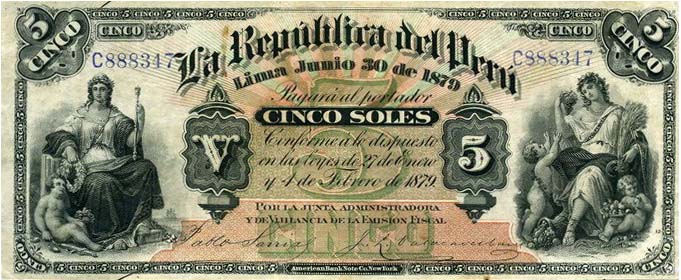 5 CINCO CINCO 5 CINCO CINCO 5
CINCO CINCO
C888347 C888347
La República del Perú
Lima Junio 30 de 1879
Pagará al portador
CINCO SOLES
V 5
Conforme á lo dispuesto
en las leyes de 27 de Enero
y 4 de Febrero de 1879.
POR LA JUNTA ADMINISTRADORA
Y DE VIGILANCIA DE LA EMISIÓN FISCAL
CINCO
American Bank Note Co. New York